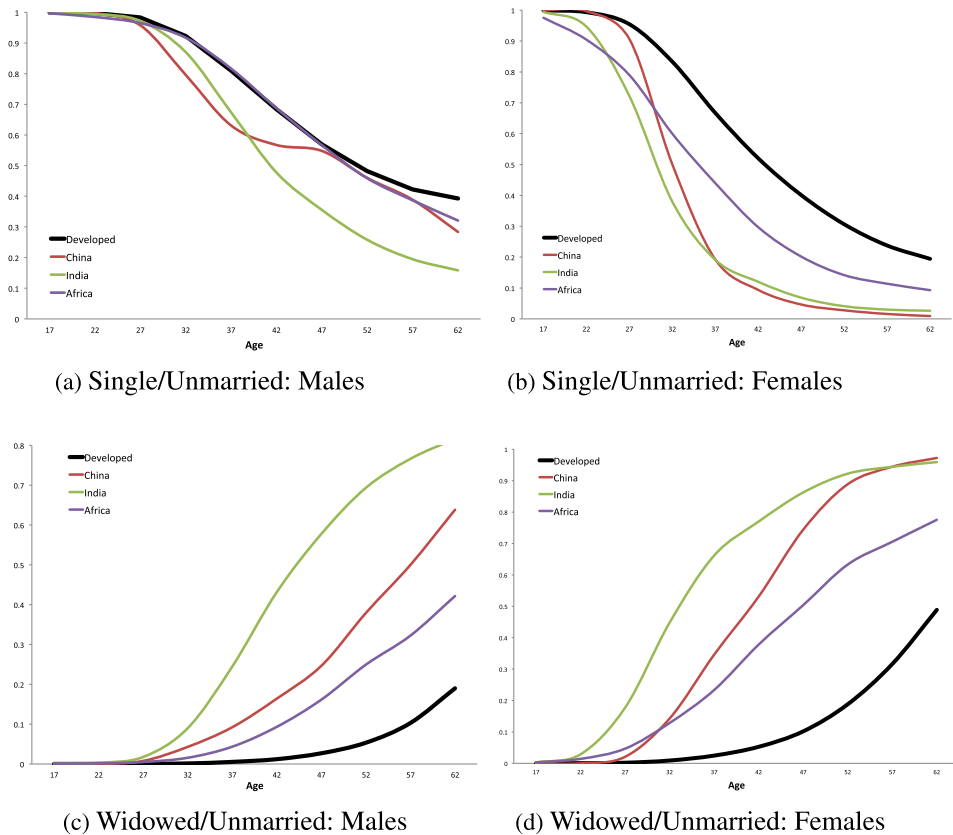 1
0.9
0.8
0.7
0.6
0.5
0.4
0.3
0.2
0.1
0
Developed
China
India
Africa
17 22 27 32 37 42 47 52 57 62
Age
(a) Single/Unmarried: Males
1
0.9
0.8
0.7
0.6
0.5
0.4
0.3
0.2
0.1
0
Developed
China
India
Africa
17 22 27 32 37 42 47 52 57 62
Age
(b) Single/Unmarried: Females
0.8
0.7
0.6
0.5
0.4
0.3
0.2
0.1
0
Developed
China
India
Africa
17 22 27 32 37 42 47 52 57 62
Age
(c) Widowed/Unmarried: Males
1
0.9
0.8
0.7
0.6
0.5
0.4
0.3
0.2
0.1
0
Developed
China
India
Africa
17 22 27 32 37 42 47 52 57 62
Age
(d) Widowed/Unmarried: Females